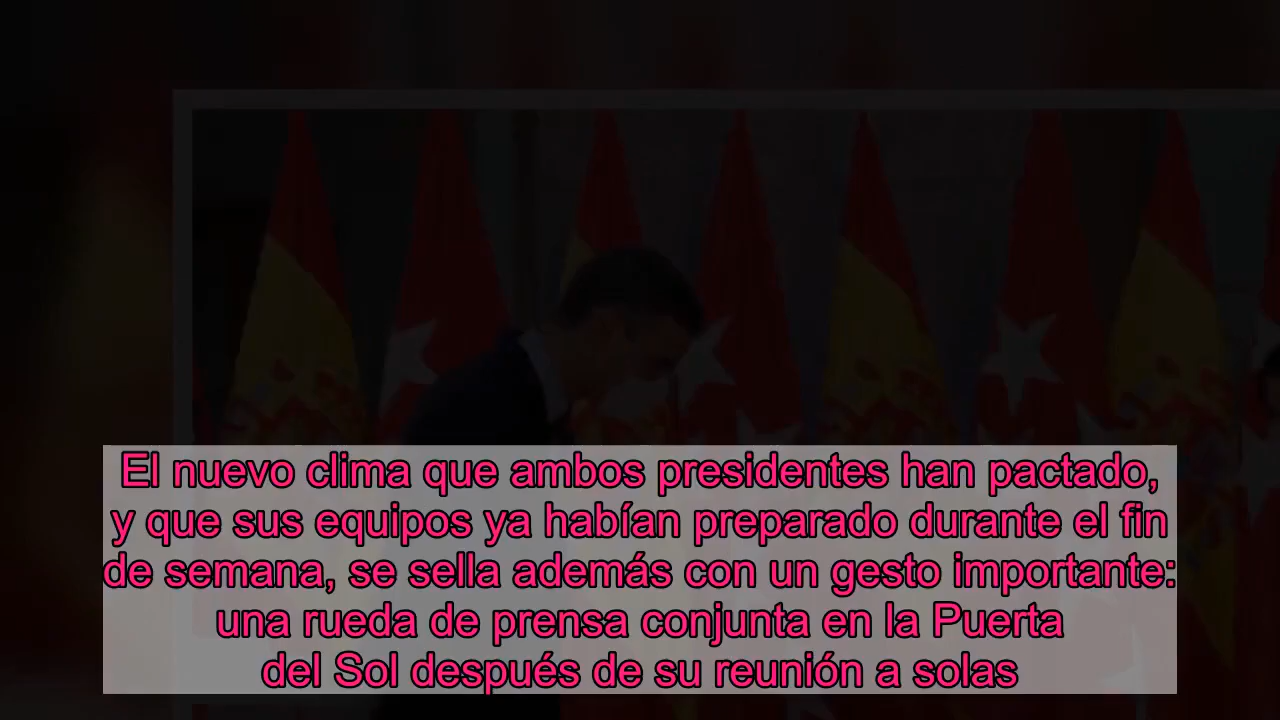 El nuevo clima que ambos presidentes han pactado,
y que sus equipos ya habían preparado durante el fin
de semana, se sella además con un gesto importante:
una rueda de prensa conjunta en la Puerta
del Sol después de su reunión a solas